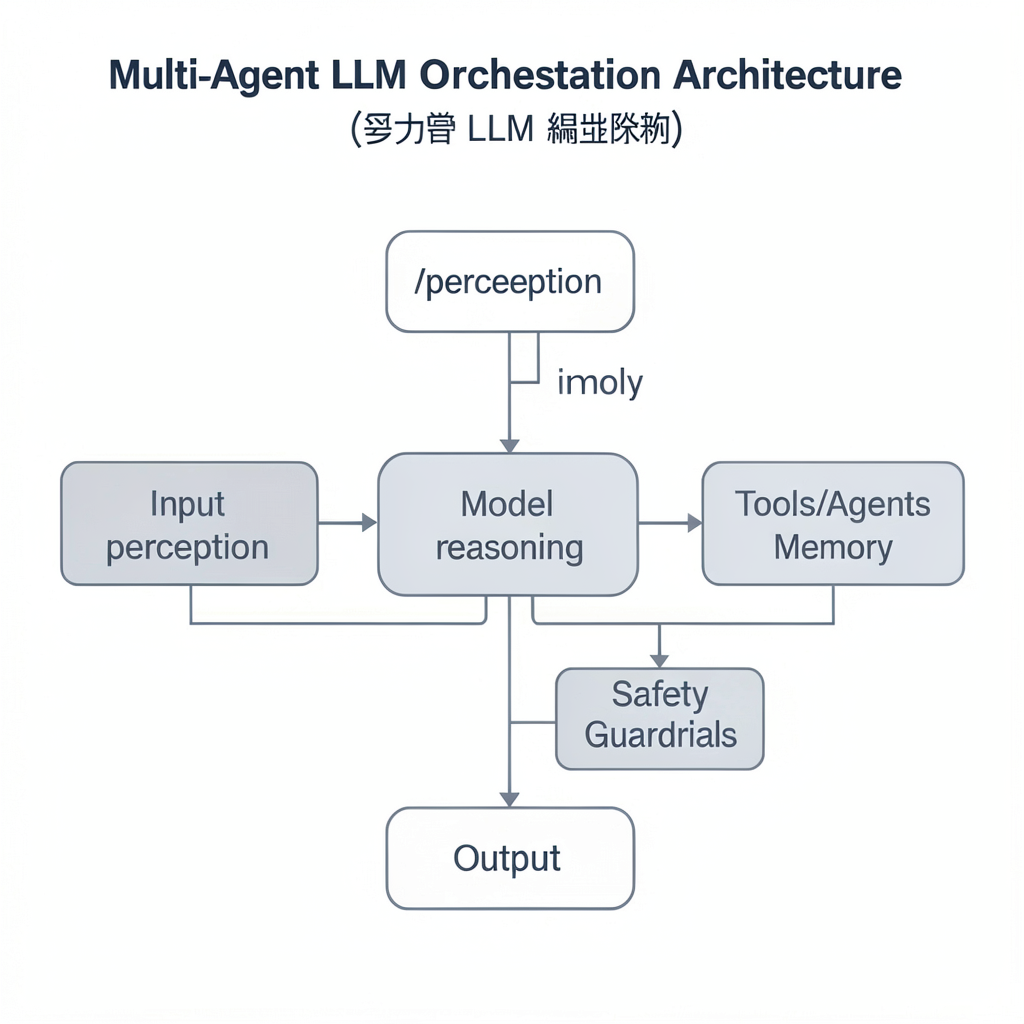 Multi-Agent LLM Orchestation Architecture
LLM
/perceeption
imoly
Input
perception
Model
reasoning
Tools/Agents
Memory
Safety
Guardrials
Output